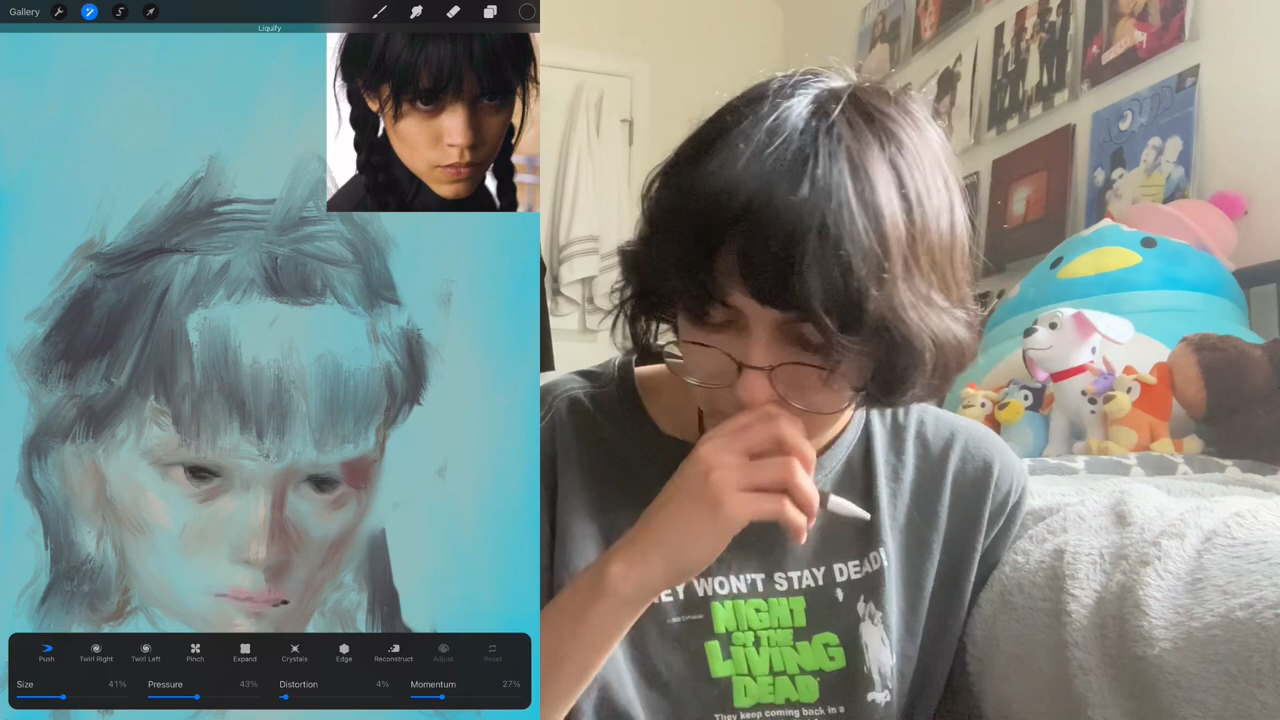 Gallery
Liquify
Push
Twirl Right
Twirl Left
Pinch
Expand
Crystals
Edge
Reconstruct
Adjust
Reset
Size 41%
Pressure 43%
Distortion 4%
Momentum 27%
EY WON'T STAY DEAD!
NIGHT
OF THE
LIVING
DEAD
They keep coming back in a